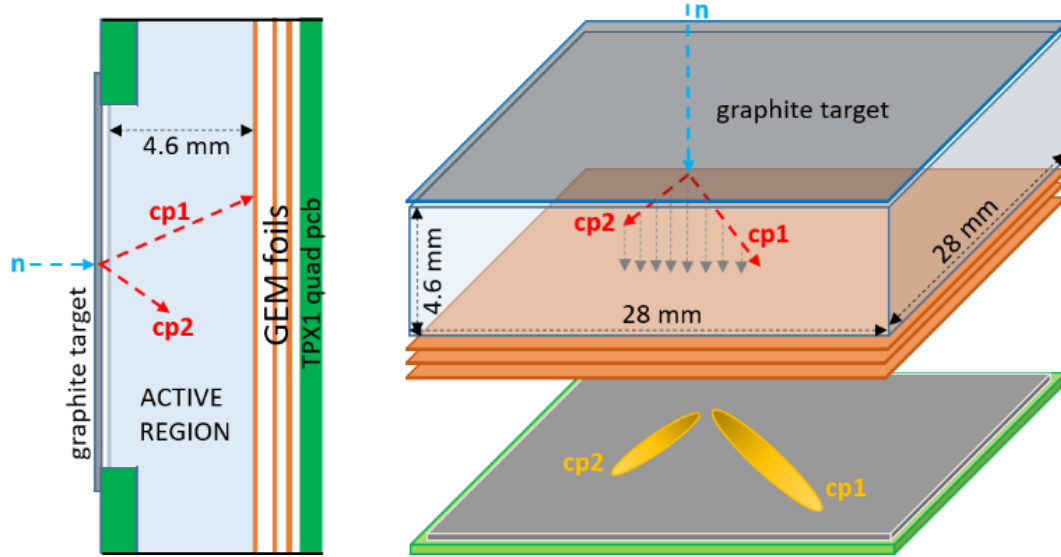 4.6 mm
cp1
n
cp2
graphite target
ACTIVE
REGION
GEM foils
TPX1 quad pcb
n
graphite target
cp2
cp1
4.6 mm
28 mm
28 mm
cp2
cp1